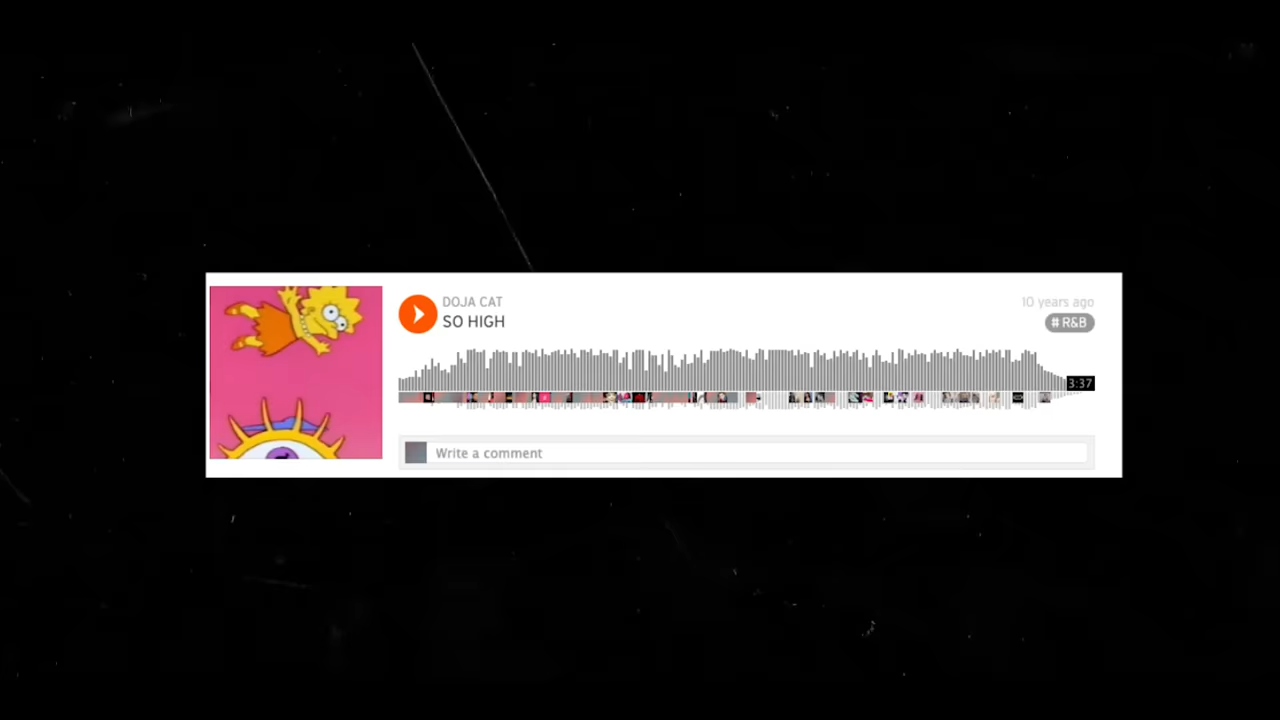 DOJA CAT
SO HIGH
10 years ago
# R&B
3:37
Write a comment